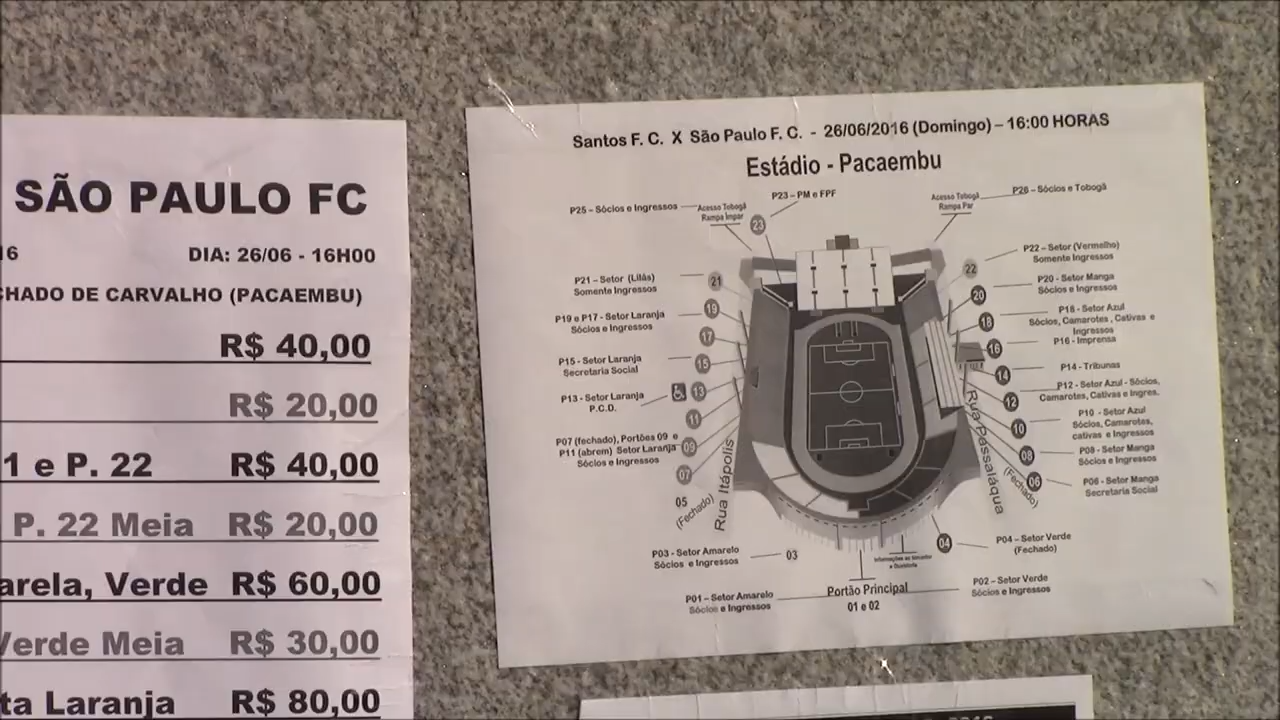 SÃO PAULO FC
16
DIA: 26/06 - 16H00
CHADO DE CARVALHO (PACAEMBU)
R$ 40,00
R$ 20,00
1 e P. 22 R$ 40,00
P. 22 Meia R$ 20,00
arela, Verde R$ 60,00
Verde Meia R$ 30,00
ta Laranja R$ 80,00
Santos F. C. X São Paulo F. C. - 26/06/2016 (Domingo) – 16:00 HORAS
Estádio - Pacaembu
P23 – PM e FPF
P25 – Sócios e Ingressos
Acesso Tobogã
Rampa Impar
23
Acesso Tobogã
Rampa Par
P26 – Sócios e Tobogã
P21 – Setor (Lilás)
Somente Ingressos
21
P19 e P17 - Setor Laranja
Sócios e Ingressos
19
17
P15 - Setor Laranja
Secretaria Social
15
P13 - Setor Laranja
P.C.D.
13
11
P07 (fechado), Portões 09 e
P11 (abrem) Setor Laranja
Sócios e Ingressos
09
07
05
(Fechado)
Rua Itápolis
P22 – Setor (Vermelho)
Somente Ingressos
22
P20 - Setor Manga
Sócios e Ingressos
20
P18 - Setor Azul
Sócios, Camarotes , Cativas e
Ingressos
18
P16 - Imprensa
16
P14 - Tribunas
14
P12 - Setor Azul - Sócios,
Camarotes, Cativas e Ingres.
12
P10 - Setor Azul
Sócios, Camarotes,
cativas e Ingressos
10
P08 - Setor Manga
Sócios e Ingressos
08
P06 - Setor Manga
Secretaria Social
06
(Fechado)
Rua Passaláqua
P03 - Setor Amarelo
Sócios e Ingressos
03
04
P04 – Setor Verde
(Fechado)
P01 - Setor Amarelo
Sócios e Ingressos
Portão Principal
01 e 02
P02 – Setor Verde
Sócios e Ingressos